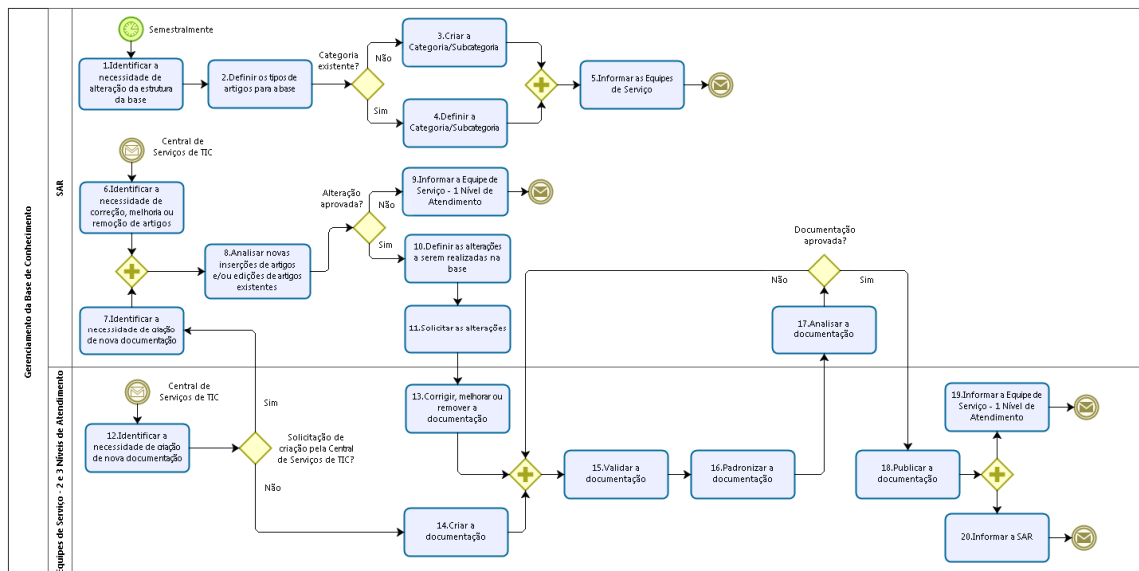 Gerenciamento da Base de Conhecimento
SAR
Semestralmente
1.Identificar a
necessidade de
alteração da estrutura
da base
2.Definir os tipos de
artigos para a base
Categoria
existente?
Não
Sim
3.Criar a
Categoria/Subcategoria
4.Definir a
Categoria/Subcategoria
5.Informar as Equipes
de Serviço
Central de
Serviços de TIC
6.Identificar a
necessidade de
correção, melhoria ou
remoção de artigos
7.Identificar a
necessidade de criação
de nova documentação
8.Analisar novas
inserções de artigos
e/ou edições de artigos
existentes
Alteração
aprovada?
Não
Sim
9.Informar a Equipe de
Serviço - 1 Nível de
Atendimento
10.Definir as alterações
a serem realizadas na
base
11.Solicitar as alterações
Documentação
aprovada?
Não
Sim
17.Analisar a
documentação
Equipes de Serviço - 2 e 3 Níveis de Atendimento
Central de
Serviços de TIC
12.Identificar a
necessidade de criação
de nova documentação
Sim
Solicitação de
criação pela Central
de Serviços de TIC?
Não
13.Corrigir, melhorar ou
remover a
documentação
14.Criar a
documentação
15.Validar a
documentação
16.Padronizar a
documentação
18.Publicar a
documentação
19.Informar a Equipe de
Serviço - 1 Nível de
Atendimento
20.Informar a SAR